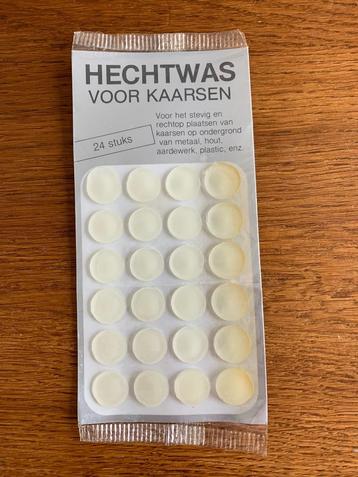 HECHTWAS
VOOR KAARSEN
24 stuks
Voor het stevig en
rechtop plaatsen van
kaarsen op ondergrond
van metaal, hout,
aardewerk, plastic, enz.